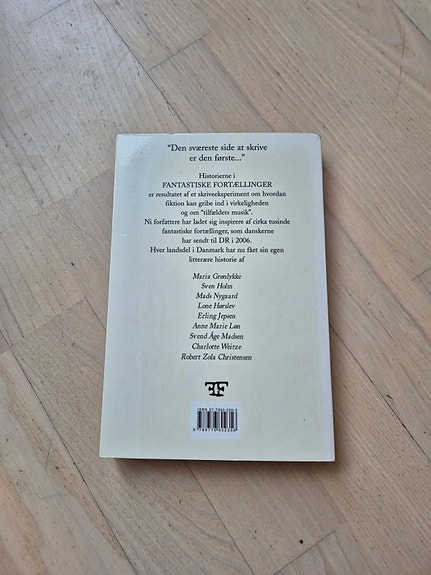 "Den sværeste side at skrive
er den første..."
Historierne i
FANTASTISKE FORTÆLLINGER
er resultatet af et skriveeksperiment om hvordan
fiktion kan gribe ind i virkeligheden
og om "tilfældets musik".
Ni forfattere har ladet sig inspirere af cirka tusinde
fantastiske fortællinger, som danskerne
har sendt til DR i 2006.
Hver landsdel i Danmark har nu fået sin egen
litterære historie af
Maria Grønlykke
Sven Holm
Mads Nygaard
Lone Hørslev
Erling Jepsen
Anne Marie Løn
Svend Åge Madsen
Charlotte Weitze
Robert Zola Christensen